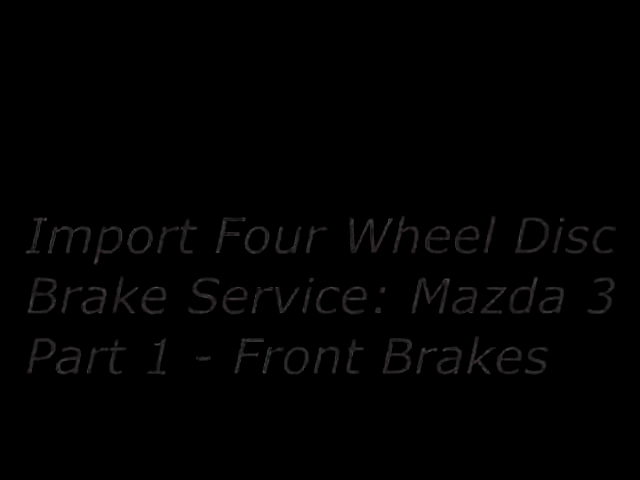 Import Four Wheel Disc
Brake Service: Mazda 3
Part 1 - Front Brakes